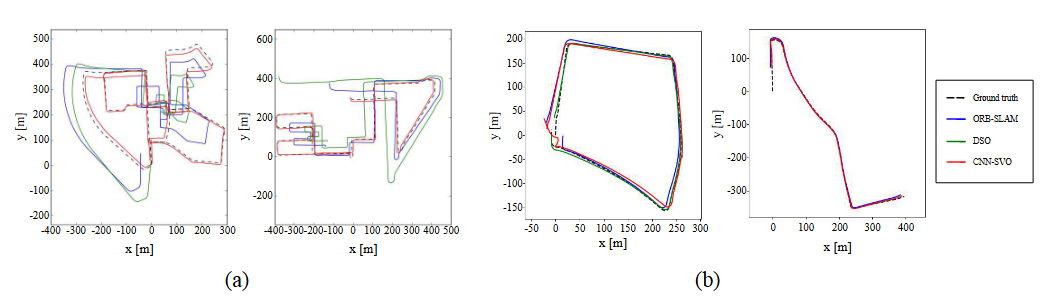 500
400
300
200
100
0
-100
-200
y [m]
-400 -300 -200 -100 0 100 200 300
x [m]
600
400
200
0
-200
y [m]
-400 -300 -200 -100 0 100 200 300 400 500
x [m]
(a)
200
150
100
50
0
-50
-100
-150
y [m]
-50 0 50 100 150 200 250 300
x [m]
100
0
-100
-200
-300
y [m]
0 100 200 300 400
x [m]
(b)
Ground truth
ORB-SLAM
DSO
CNN-SVO